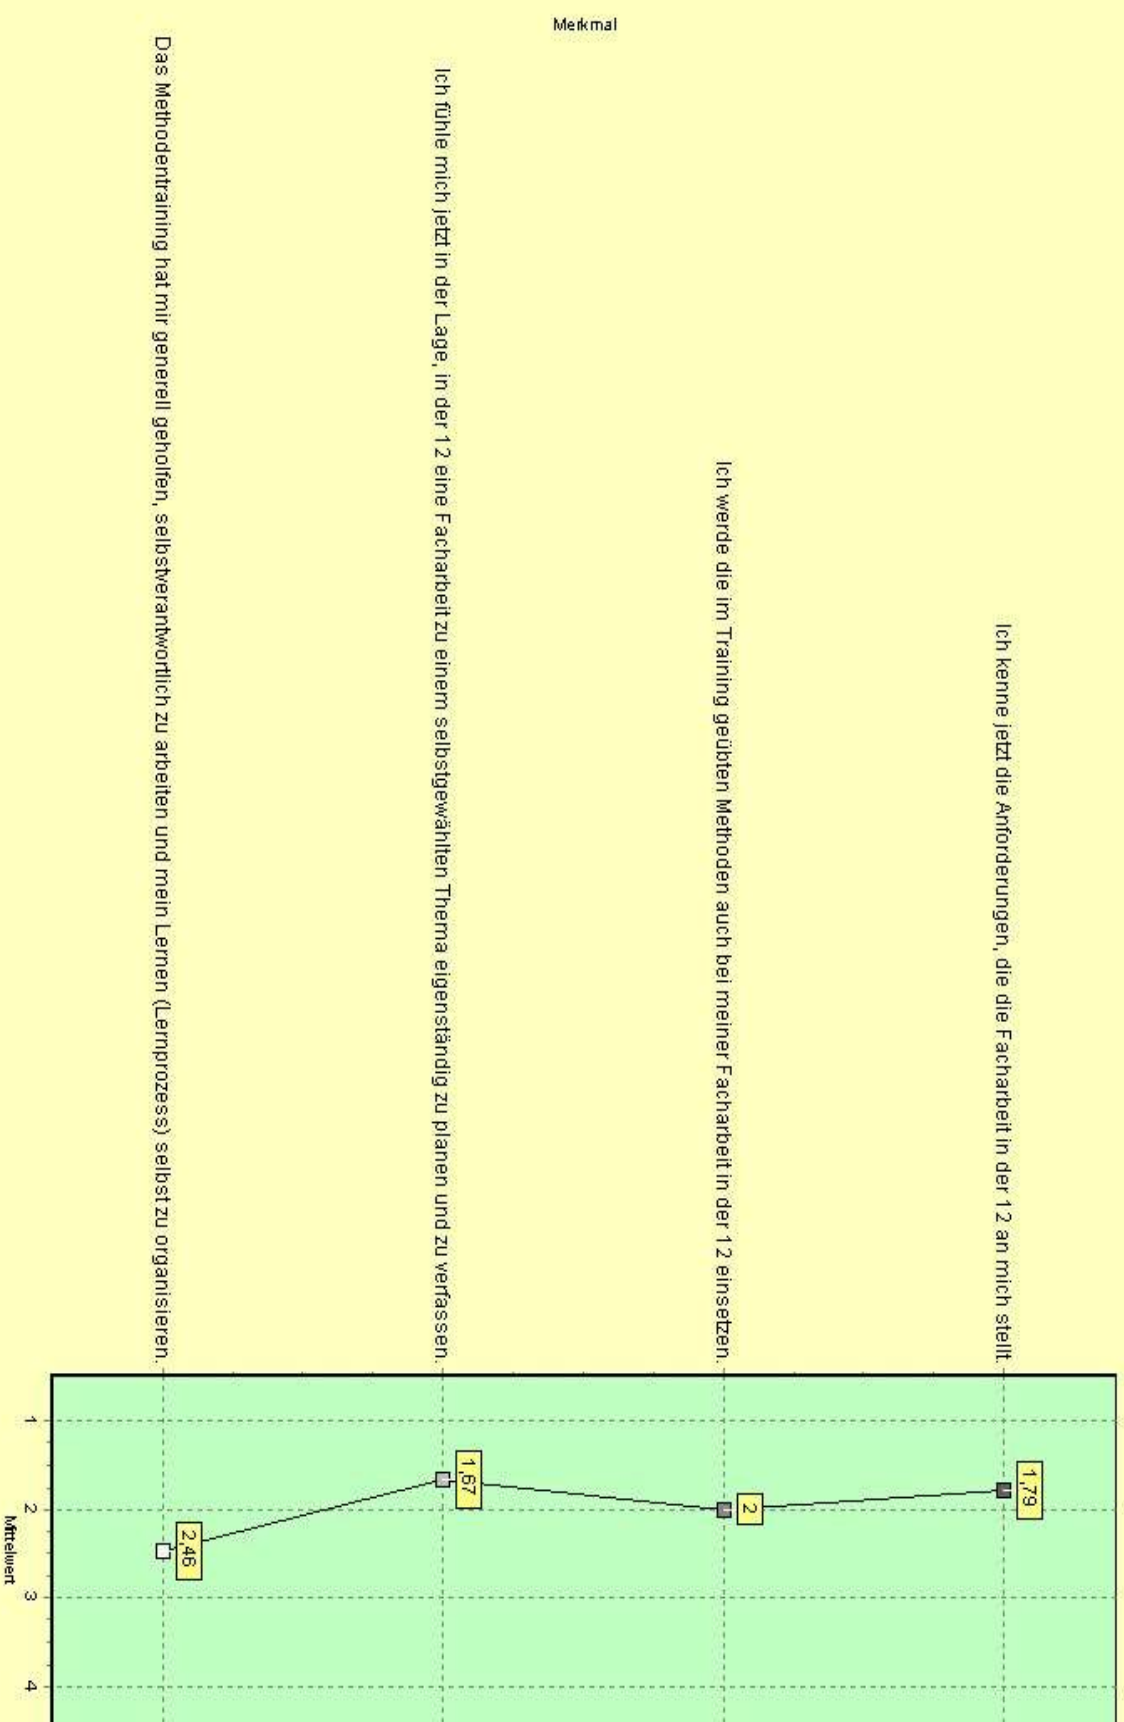 Merkmal
Ich kenne jetzt die Anforderungen, die die Facharbeit in der 12 an mich stellt.
Ich werde die im Training geübten Methoden auch bei meiner Facharbeit in der 12 einsetzen.
Ich fühle mich jetzt in der Lage, in der 12 eine Facharbeit zu einem selbstgewählten Thema eigenständig zu planen und zu verfassen.
Das Methodentraining hat mir generell geholfen, selbstverantwortlich zu arbeiten und mein Lernen (Lernprozess) selbst zu organisieren.
1,79
2
1,67
2,46
1 2 3 4
Mittelwert